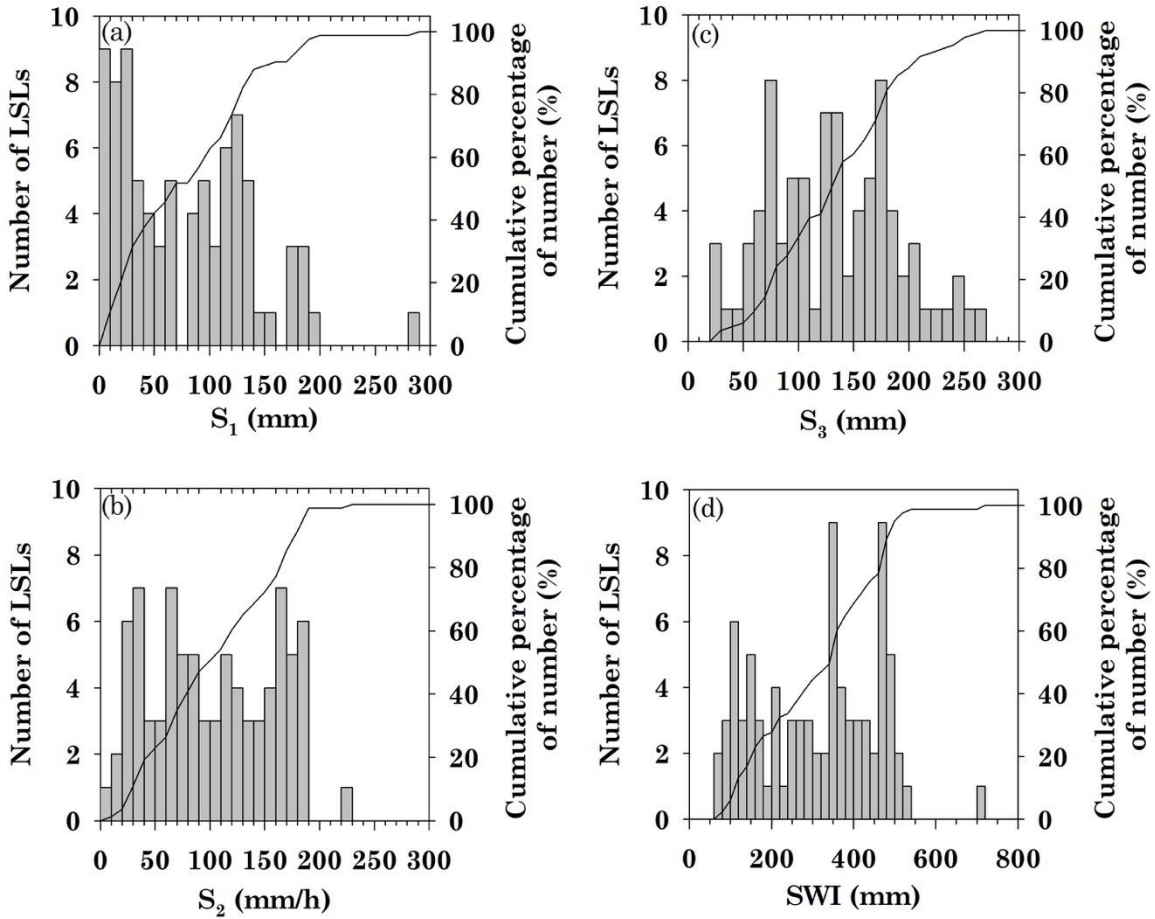 (a)
10
8
6
4
2
0
Number of LSLs
100
80
60
40
20
0
Cumulative percentage
of number (%)
0 50 100 150 200 250 300
S₁ (mm)
(c)
10
8
6
4
2
0
Number of LSLs
100
80
60
40
20
0
Cumulative percentage
of number (%)
0 50 100 150 200 250 300
S₃ (mm)
(b)
10
8
6
4
2
0
Number of LSLs
100
80
60
40
20
0
Cumulative percentage
of number (%)
0 50 100 150 200 250 300
S₂ (mm/h)
(d)
10
8
6
4
2
0
Number of LSLs
100
80
60
40
20
0
Cumulative percentage
of number (%)
0 200 400 600 800
SWI (mm)